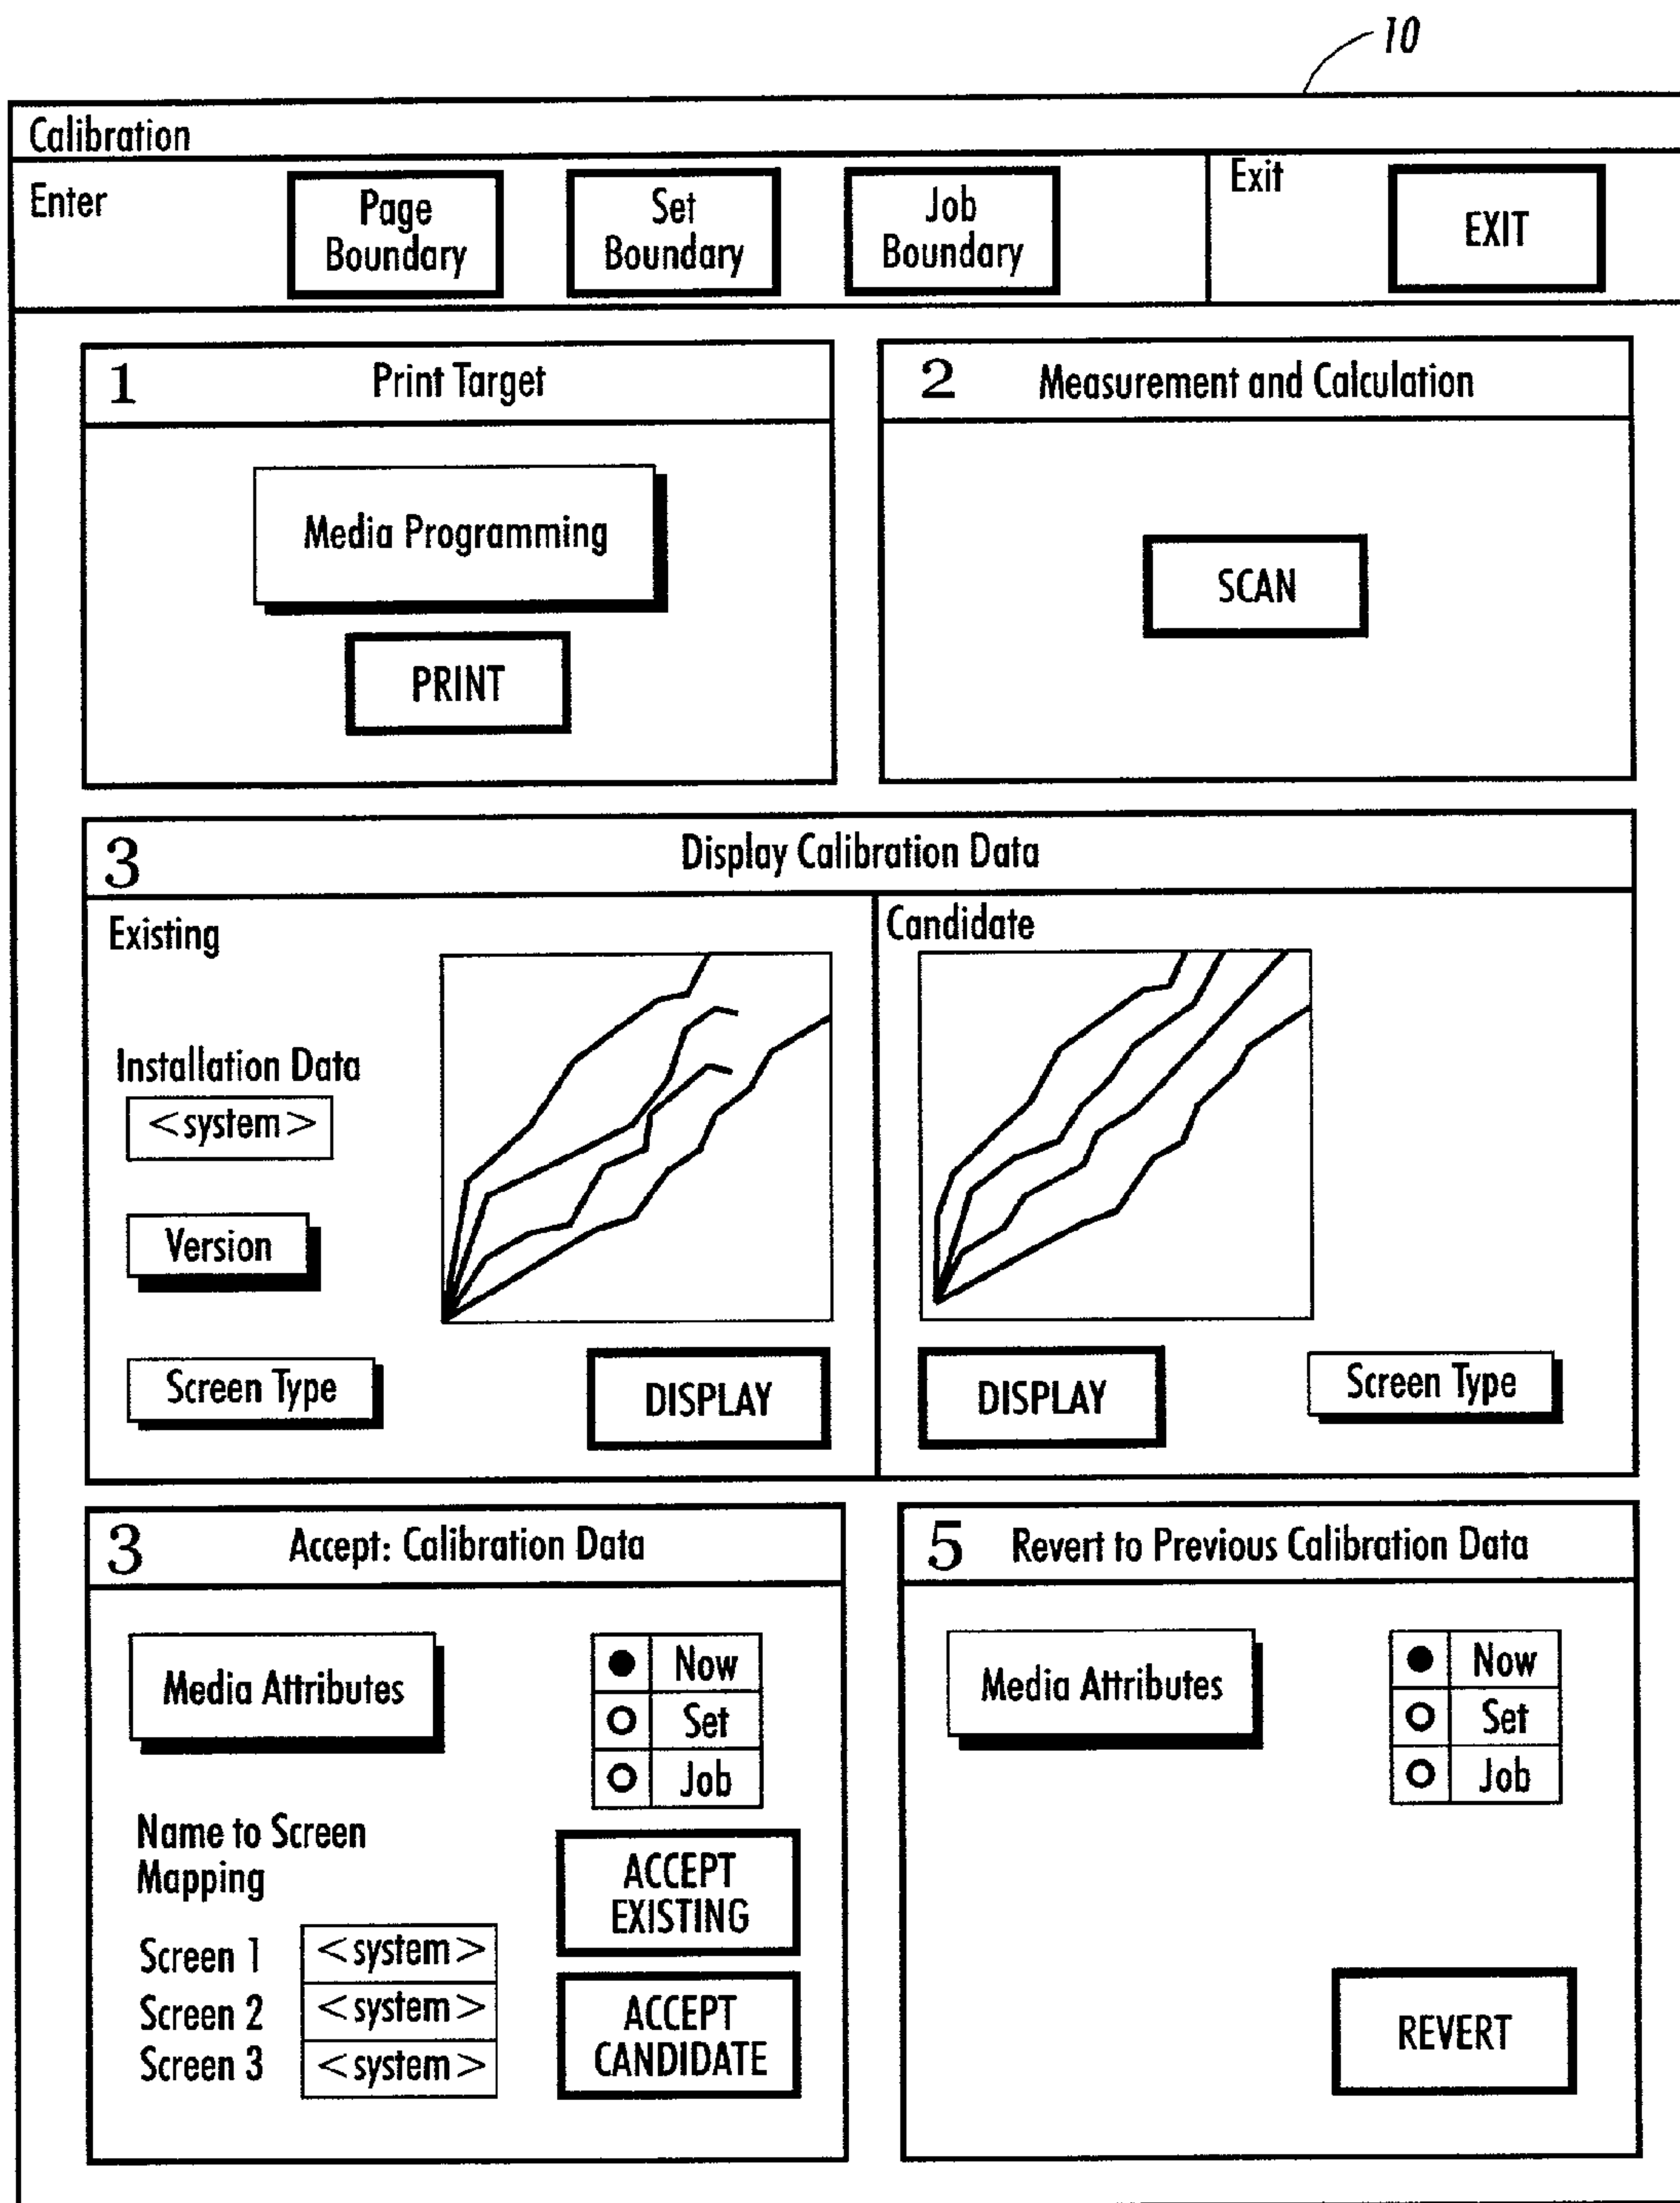 10
Calibration
Enter
Page
Boundary
Set
Boundary
Job
Boundary
Exit
EXIT
1 Print Target
Media Programming
PRINT
2 Measurement and Calculation
SCAN
3 Display Calibration Data
Existing
Installation Data
<system>
Version
Screen Type
DISPLAY
Candidate
DISPLAY
Screen Type
3 Accept: Calibration Data
Media Attributes
Now
Set
Job
Name to Screen
Mapping
Screen 1 <system>
Screen 2 <system>
Screen 3 <system>
ACCEPT
EXISTING
ACCEPT
CANDIDATE
5 Revert to Previous Calibration Data
Media Attributes
Now
Set
Job
REVERT